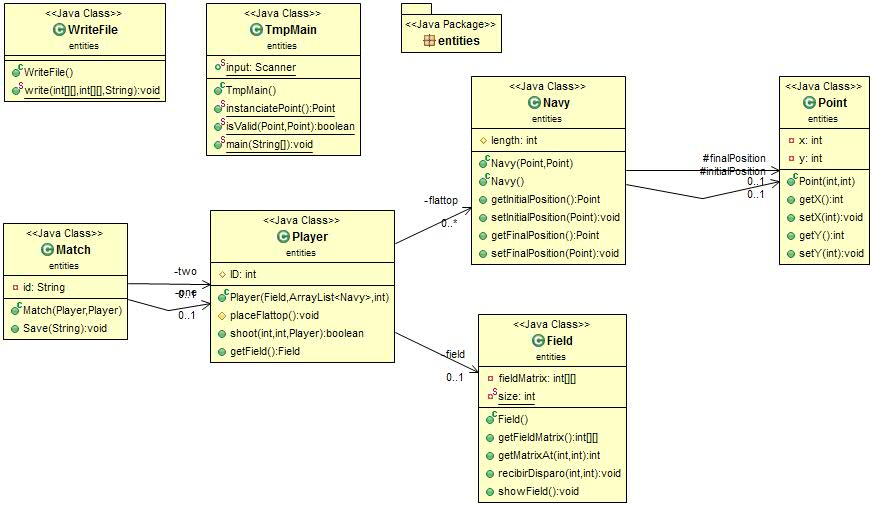 <<Java Class>>
WriteFile
entities
WriteFile()
write(int[][],int[][],String):void
<<Java Class>>
TmpMain
entities
input: Scanner
TmpMain()
instanciatePoint():Point
isValid(Point,Point):boolean
main(String[]):void
<<Java Package>>
entities
<<Java Class>>
Navy
entities
length: int
Navy(Point,Point)
Navy()
getInitialPosition():Point
setInitialPosition(Point):void
getFinalPosition():Point
setFinalPosition(Point):void
#finalPosition
#initialPosition
0..1
0..1
<<Java Class>>
Point
entities
x: int
y: int
Point(int,int)
getX():int
setX(int):void
getY():int
setY(int):void
<<Java Class>>
Match
entities
id: String
Match(Player,Player)
Save(String):void
-two
-one
0..1
0..1
<<Java Class>>
Player
entities
ID: int
Player(Field,ArrayList<Navy>,int)
placeFlattop():void
shoot(int,int,Player):boolean
getField():Field
-flattop
0..*
-field
0..1
<<Java Class>>
Field
entities
fieldMatrix: int[][]
size: int
Field()
getFieldMatrix():int[][]
getMatrixAt(int,int):int
recibirDisparo(int,int):void
showField():void